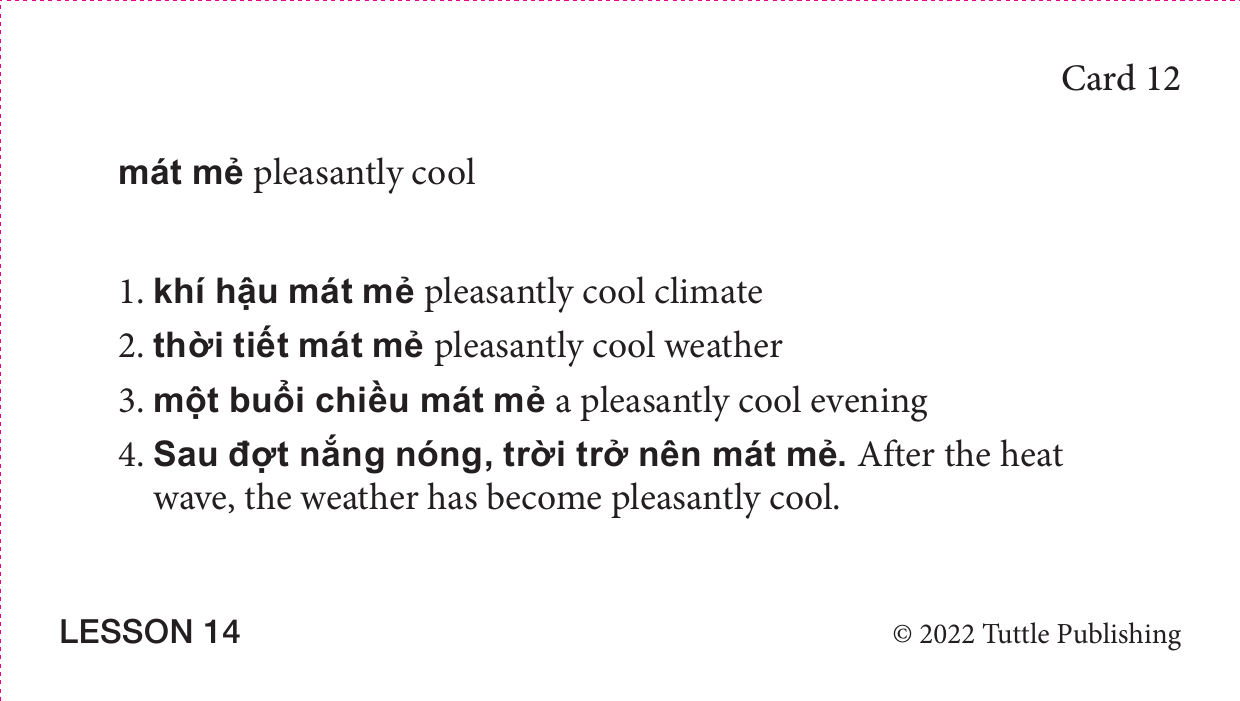 Card 12
mát mẻ pleasantly cool
1. khí hậu mát mẻ pleasantly cool climate
2. thời tiết mát mẻ pleasantly cool weather
3. một buổi chiều mát mẻ a pleasantly cool evening
4. Sau đợt nắng nóng, trời trở nên mát mẻ. After the heat
wave, the weather has become pleasantly cool.
LESSON 14
© 2022 Tuttle Publishing